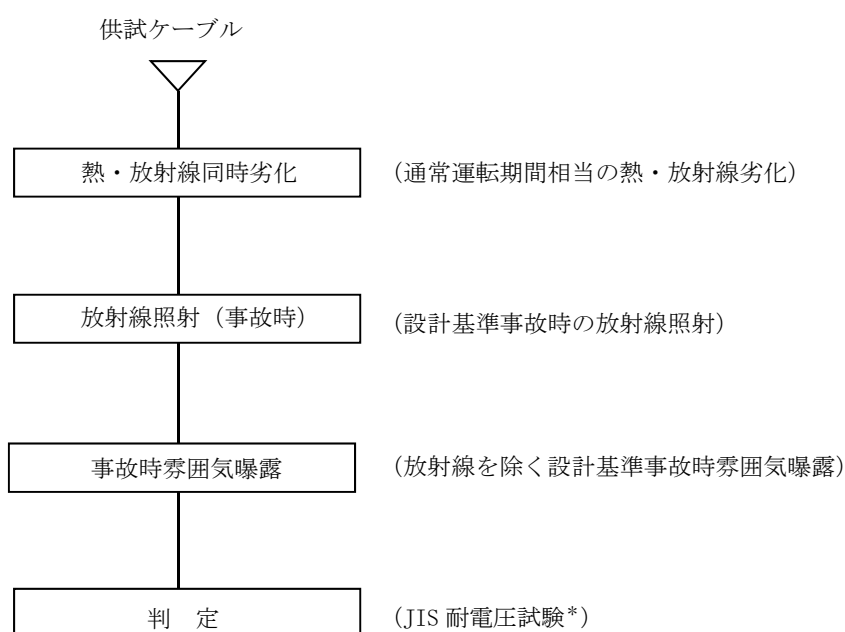 供試ケーブル
熱・放射線同時劣化 (通常運転期間相当の熱・放射線劣化)
放射線照射 (事故時) (設計基準事故時の放射線照射)
事故時雰囲気曝露 (放射線を除く設計基準事故時雰囲気曝露)
判 定 (JIS 耐電圧試験*)